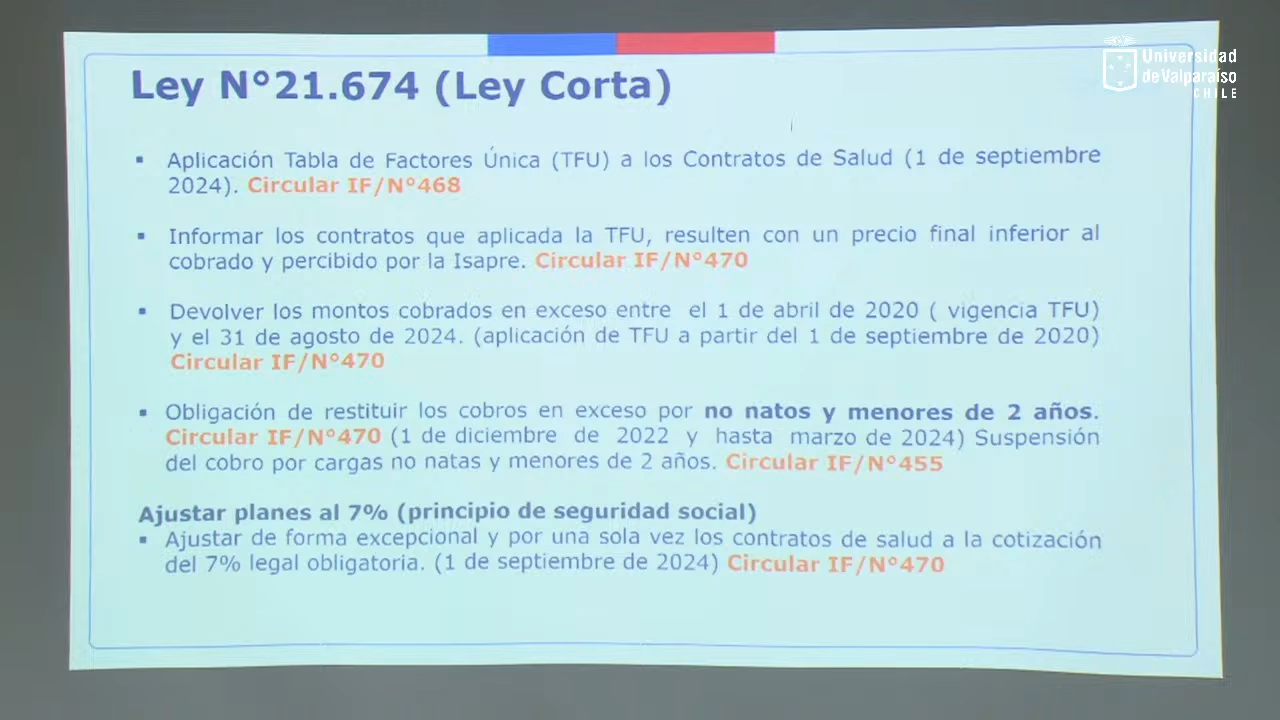 Ley N°21.674 (Ley Corta)
Universidad
de Valparaíso
CHILE
▪ Aplicación Tabla de Factores Única (TFU) a los Contratos de Salud (1 de septiembre
2024). Circular IF/N°468
▪ Informar los contratos que aplicada la TFU, resulten con un precio final inferior al
cobrado y percibido por la Isapre. Circular IF/N°470
▪ Devolver los montos cobrados en exceso entre el 1 de abril de 2020 ( vigencia TFU)
y el 31 de agosto de 2024. (aplicación de TFU a partir del 1 de septiembre de 2020)
Circular IF/N°470
▪ Obligación de restituir los cobros en exceso por no natos y menores de 2 años.
Circular IF/N°470 (1 de diciembre de 2022 y hasta marzo de 2024) Suspensión
del cobro por cargas no natas y menores de 2 años. Circular IF/N°455
Ajustar planes al 7% (principio de seguridad social)
▪ Ajustar de forma excepcional y por una sola vez los contratos de salud a la cotización
del 7% legal obligatoria. (1 de septiembre de 2024) Circular IF/N°470